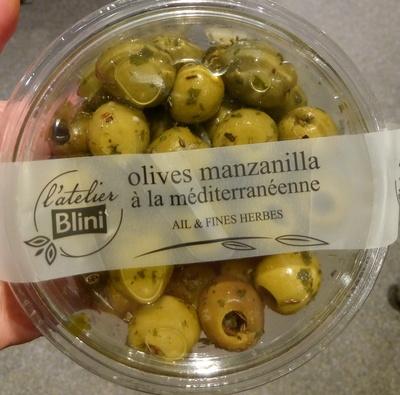 l'atelier
Blini
olives manzanilla
à la méditerranéenne
AIL & FINES HERBES